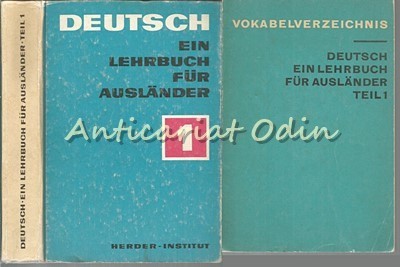 DEUTSCH·EIN LEHRBUCH FÜR AUSLÄNDER·TEIL 1
DEUTSCH
EIN
LEHRBUCH
FÜR
AUSLÄNDER
1
HERDER-INSTITUT
VOKABELVERZEICHNIS
DEUTSCH
EIN LEHRBUCH
FÜR AUSLÄNDER
TEIL 1
Anticariat Odin